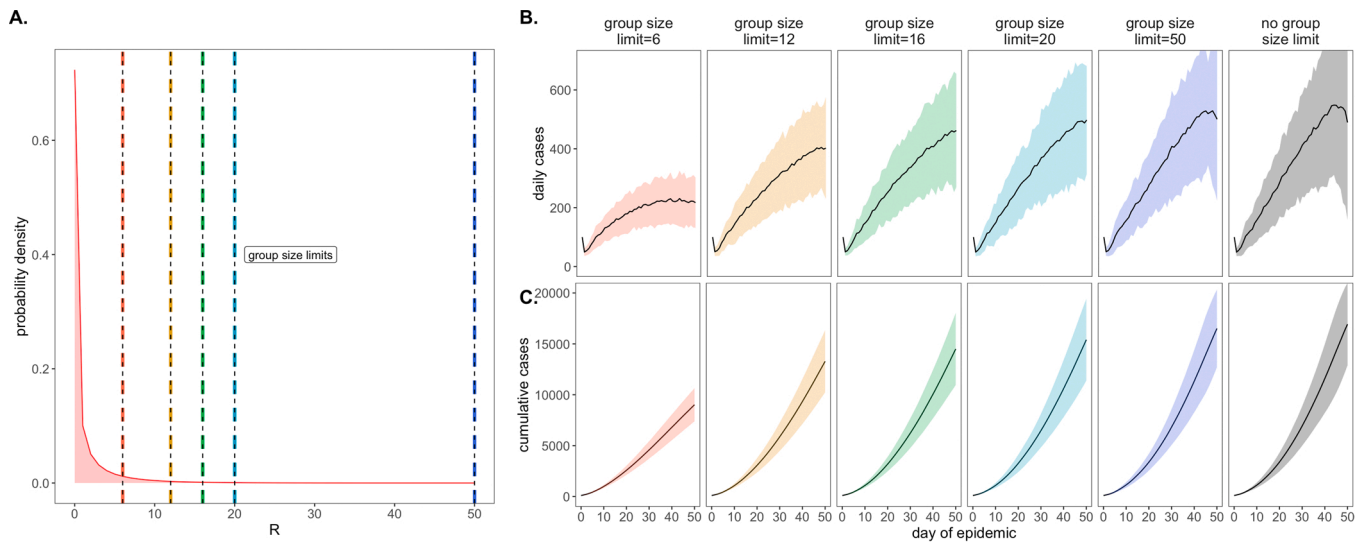 A.
0.6
0.4
0.2
0.0
probability density
group size limits
0
10
20
30
40
50
R
B.
group size
limit=6
group size
limit=12
group size
limit=16
group size
limit=20
group size
limit=50
no group
size limit
600
400
200
0
daily cases
C.
20000
15000
10000
5000
0
cumulative cases
0 10 20 30 40 50
0 10 20 30 40 50
0 10 20 30 40 50
0 10 20 30 40 50
0 10 20 30 40 50
0 10 20 30 40 50
day of epidemic